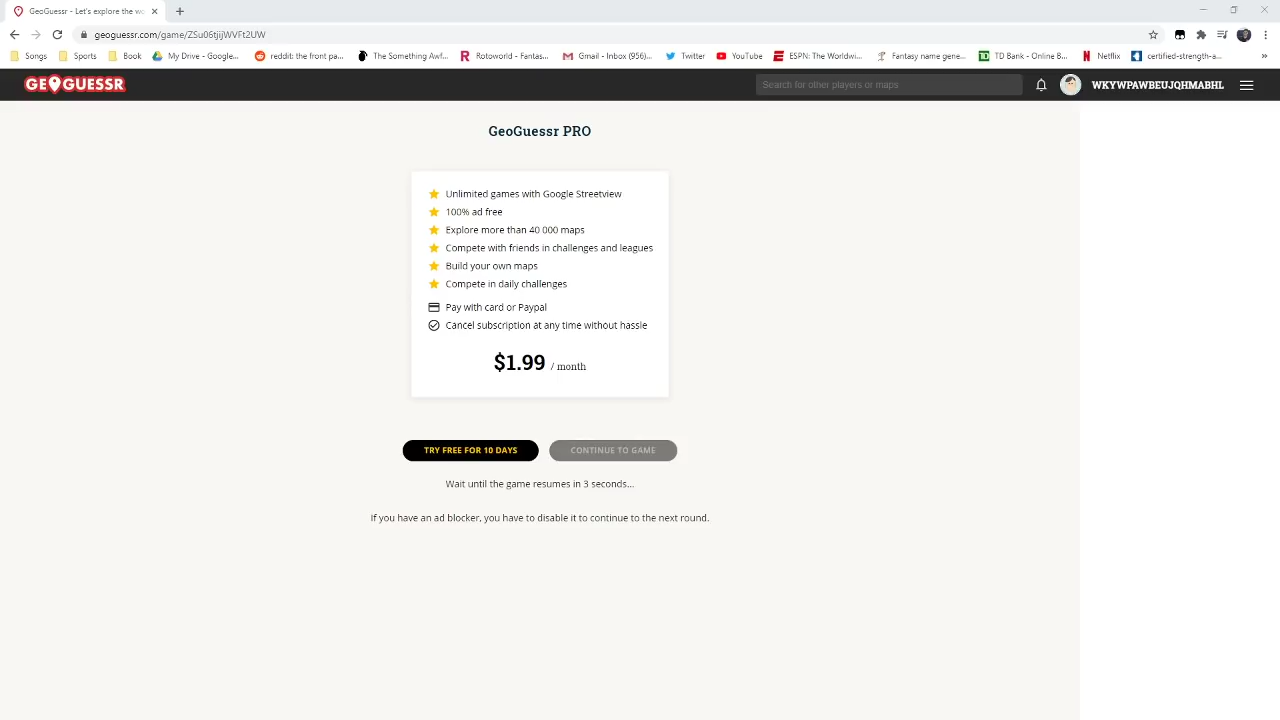 GeoGuessr - Let's explore the wo
geoguessr.com/game/ZSu06tjijWVFt2UW
Songs Sports Book My Drive - Google... reddit: the front pa... The Something Awf... Rotoworld - Fantas... Gmail - Inbox (956)... Twitter YouTube ESPN: The Worldwi... Fantasy name gene... TD Bank - Online B... Netflix certified-strength-a... »
GEOGUESSR Search for other players or maps WKYWPAWBEUJQHMABHL
GeoGuessr PRO
Unlimited games with Google Streetview
100% ad free
Explore more than 40 000 maps
Compete with friends in challenges and leagues
Build your own maps
Compete in daily challenges
Pay with card or Paypal
Cancel subscription at any time without hassle
$1.99 / month
TRY FREE FOR 10 DAYS CONTINUE TO GAME
Wait until the game resumes in 3 seconds...
If you have an ad blocker, you have to disable it to continue to the next round.